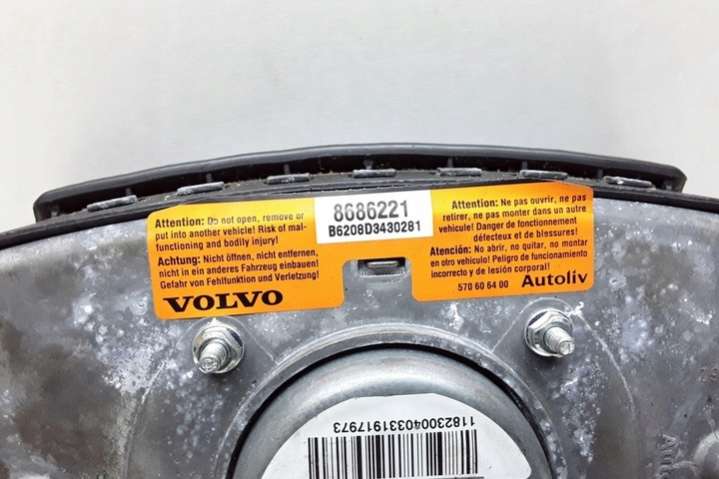 Attention: Do not open, remove or
put into another vehicle! Risk of mal-
functioning and bodily injury!
Achtung: Nicht öffnen, nicht entfernen,
nicht in ein anderes Fahrzeug einbauen!
Gefahr von Fehlfunktion und Verletzung!
VOLVO
8686221
B6208D3430281
Attention: Ne pas ouvrir, ne pas
retirer, ne pas monter dans un autre
vehicule! Danger de fonctionnement
défecteux et de blessures!
Atención: No abrir, no quitar, no montar
en otro vehículo! Peligro de funcionamiento
incorrecto y de lesión corporal!
570 60 64 00 Autoliv
118230040331917973